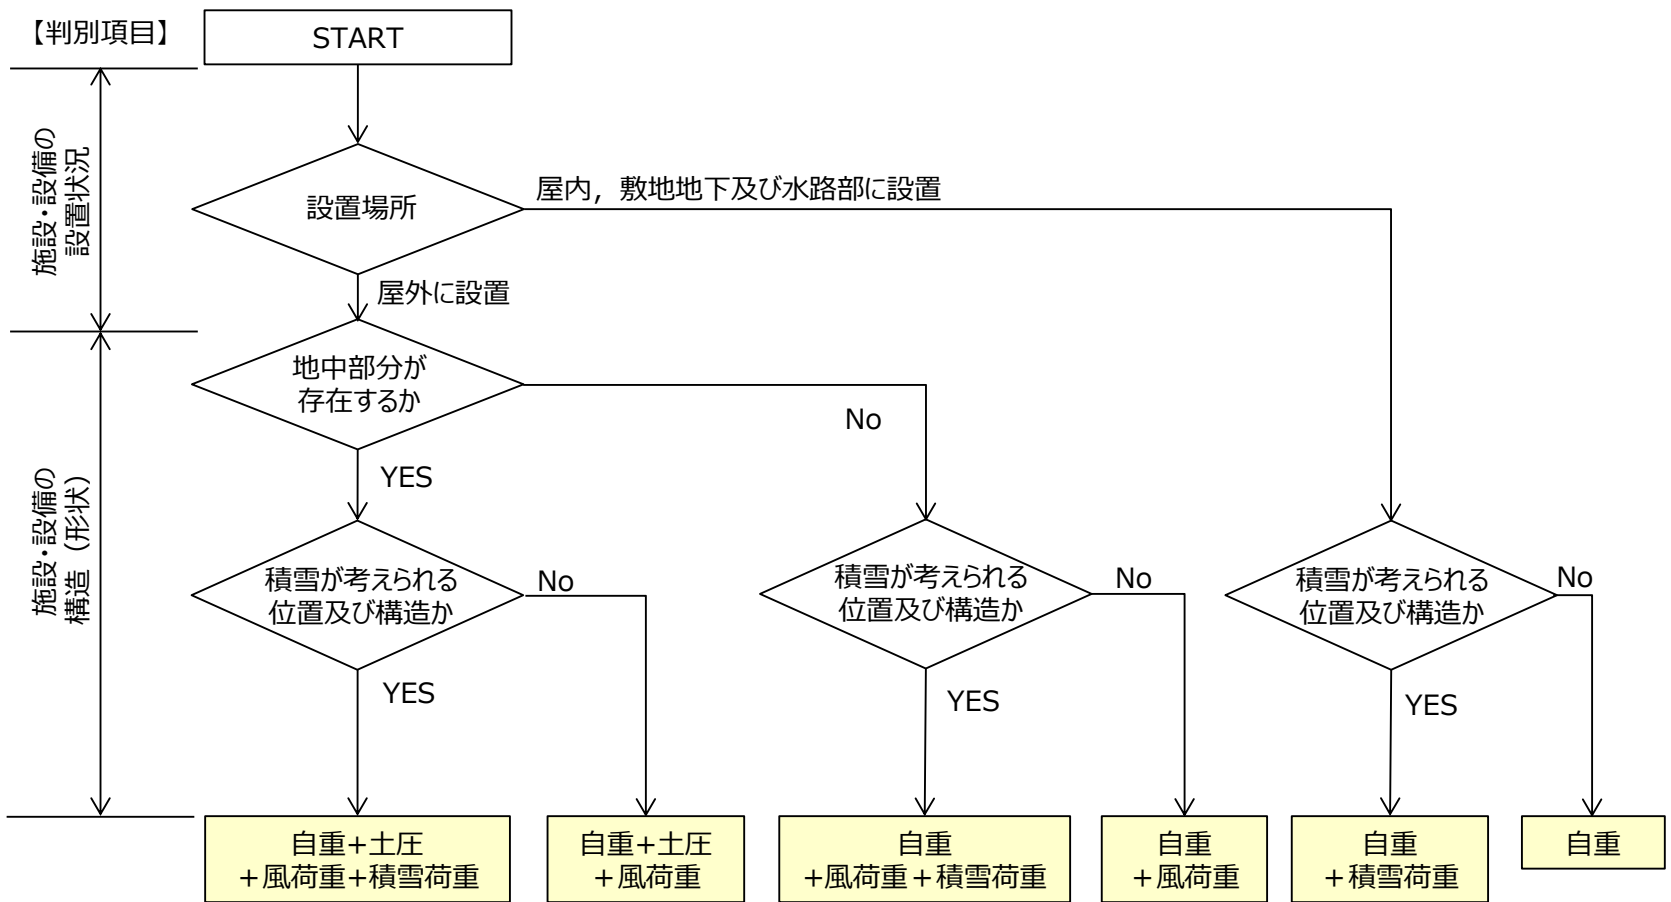 【判別項目】
START
施設・設備の
設置状況
設置場所
屋内，敷地地下及び水路部に設置
屋外に設置
施設・設備の
構造（形状）
地中部分が
存在するか
No
YES
積雪が考えられる
位置及び構造か
No
YES
積雪が考えられる
位置及び構造か
No
YES
積雪が考えられる
位置及び構造か
No
YES
自重+土圧
+風荷重+積雪荷重
自重+土圧
+風荷重
自重
+風荷重+積雪荷重
自重
+風荷重
自重
+積雪荷重
自重